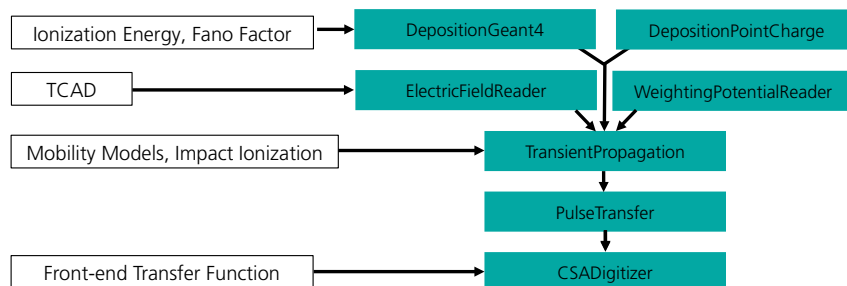 Ionization Energy, Fano Factor
DepositionGeant4
DepositionPointCharge
TCAD
ElectricFieldReader
WeightingPotentialReader
Mobility Models, Impact Ionization
TransientPropagation
PulseTransfer
Front-end Transfer Function
CSADigitizer